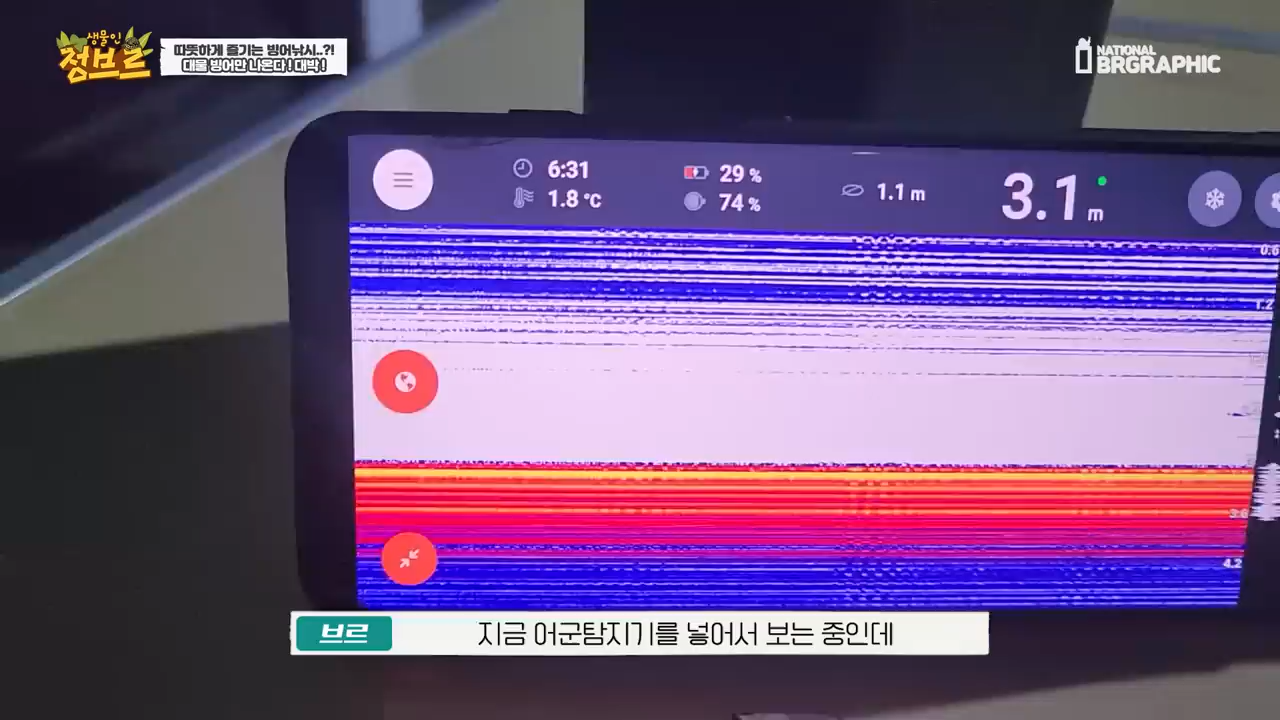 생물인
정브르
따뜻하게 즐기는 빙어낚시..?!
대물 빙어만 나온다! 대박!
NATIONAL
BRGRAPHIC
6:31
29 %
1.1 m
3.1 m
1.8 °C
74 %
0.6
1.2
3.6
4.2
브르
지금 어군탐지기를 넣어서 보는 중인데